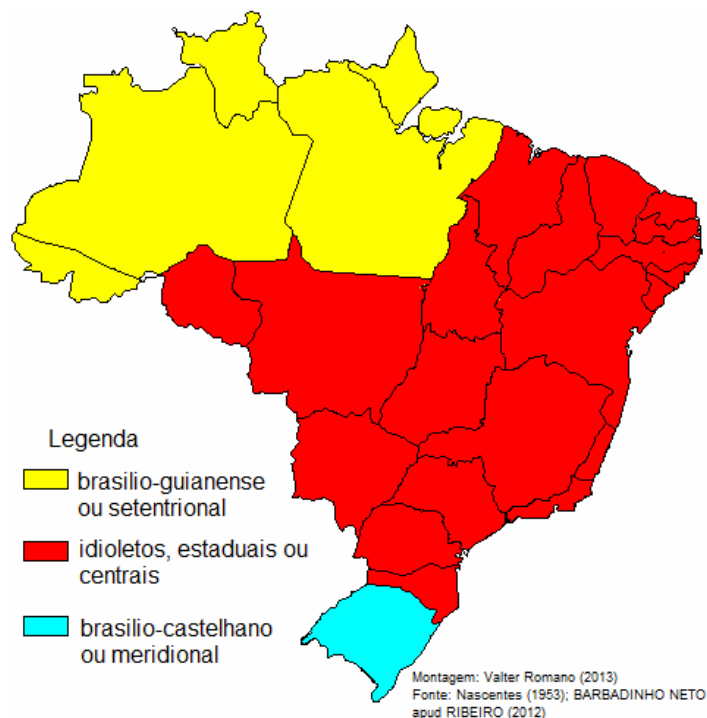 Legenda
brasilio-guianense
ou setentrional
idioletos, estaduais ou
centrais
brasilio-castelhano
ou meridional
Montagem: Valter Romano (2013)
Fonte: Nascentes (1953); BARBADINHO NETO
apud RIBEIRO (2012)